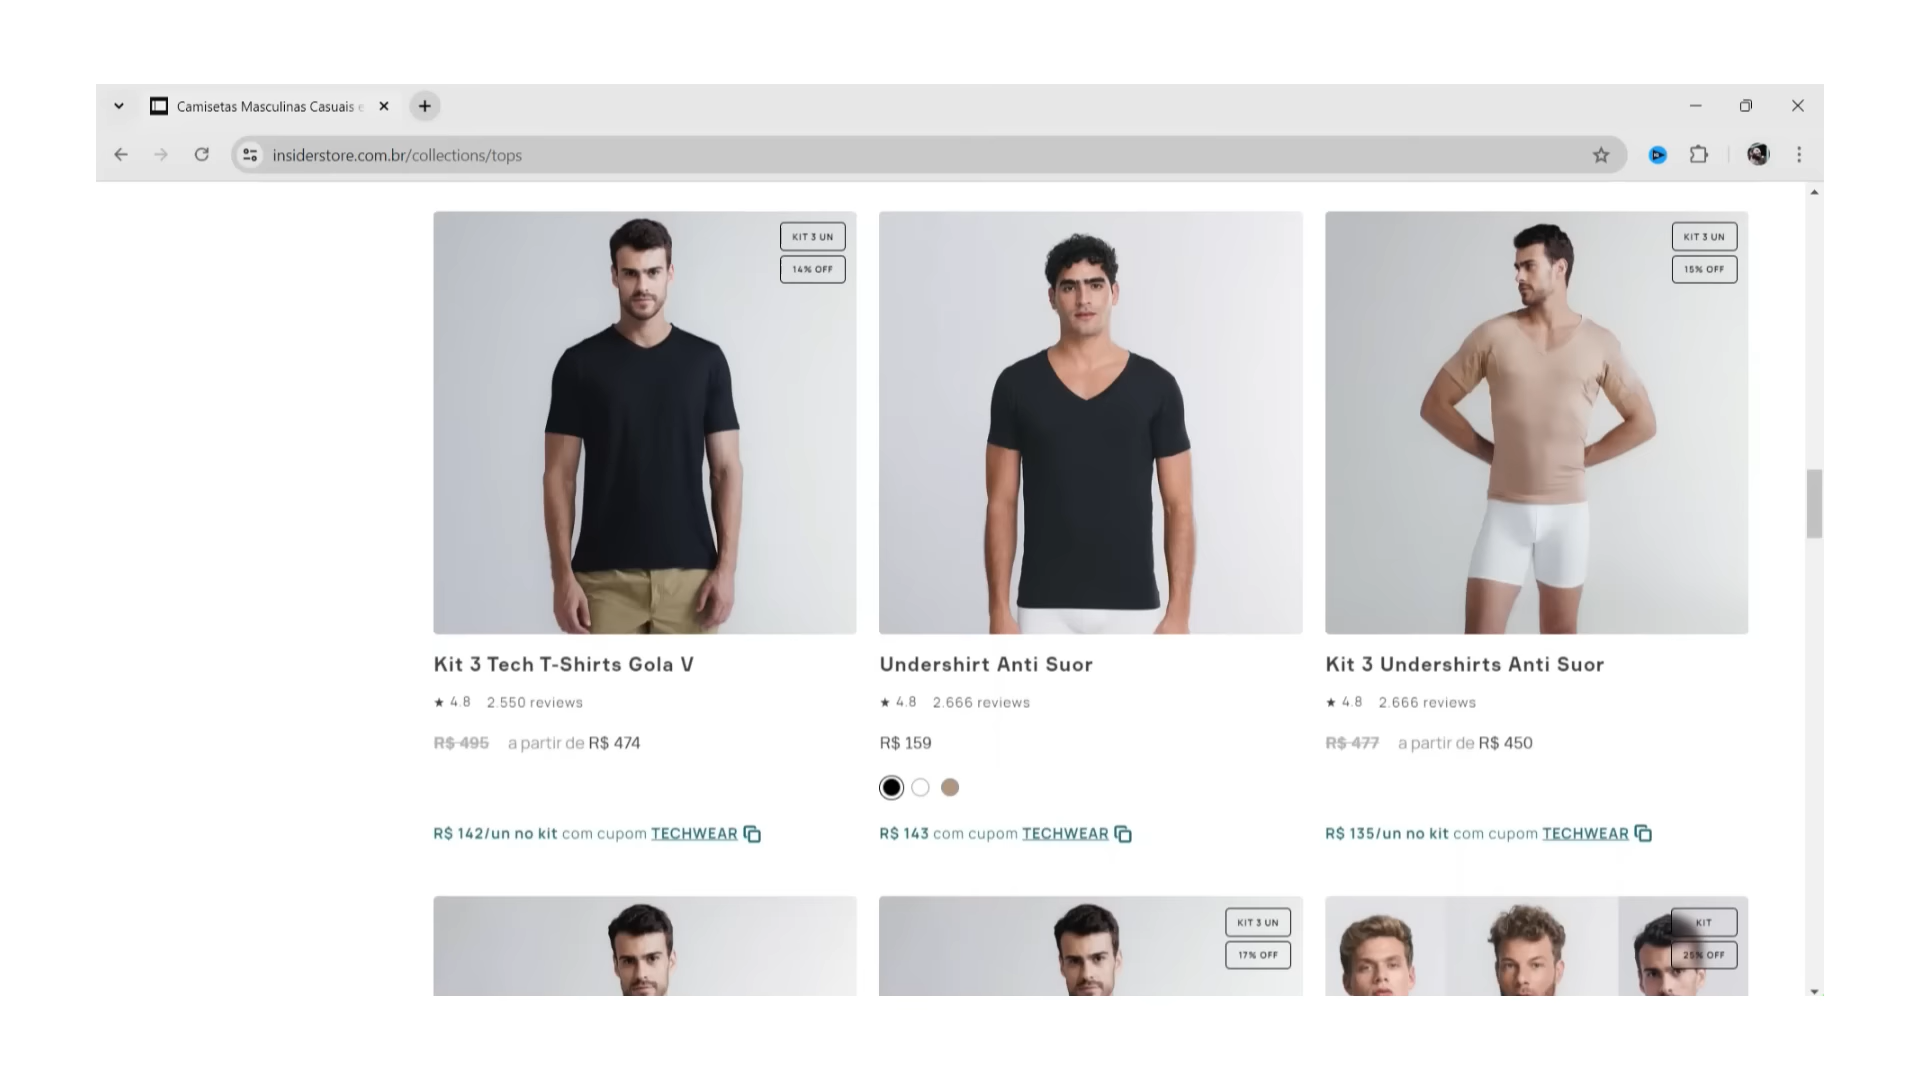 Camisetas Masculinas Casuais e
insiderstore.com.br/collections/tops
KIT 3 UN
14% OFF
KIT 3 UN
15% OFF
Kit 3 Tech T-Shirts Gola V
★ 4.8 2.550 reviews
R$ 495 a partir de R$ 474
R$ 142/un no kit com cupom TECHWEAR
Undershirt Anti Suor
★ 4.8 2.666 reviews
R$ 159
R$ 143 com cupom TECHWEAR
Kit 3 Undershirts Anti Suor
★ 4.8 2.666 reviews
R$ 477 a partir de R$ 450
R$ 135/un no kit com cupom TECHWEAR
KIT 3 UN
17% OFF
KIT
25% OFF